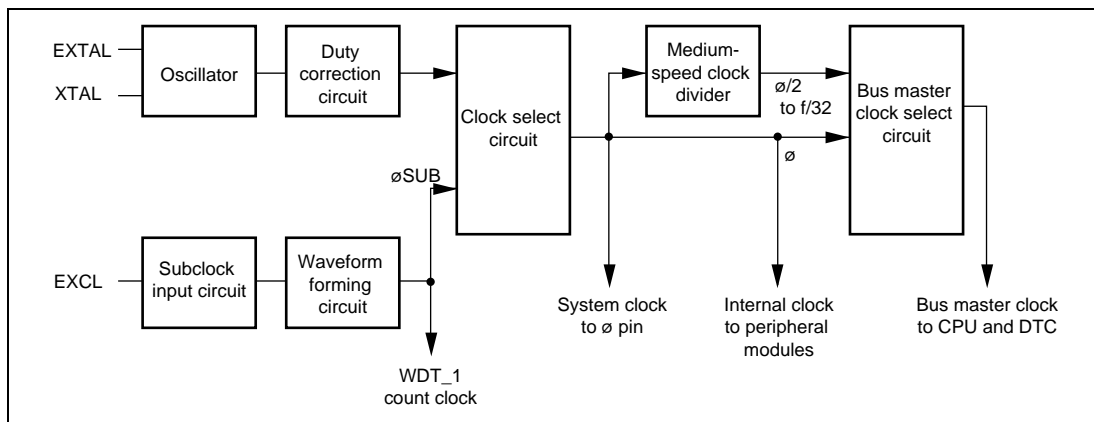 EXTAL
XTAL
Oscillator
Duty
correction
circuit
Clock select
circuit
Medium-
speed clock
divider
ø/2
to f/32
ø
Bus master
clock select
circuit
øSUB
EXCL
Subclock
input circuit
Waveform
forming
circuit
WDT_1
count clock
System clock
to ø pin
Internal clock
to peripheral
modules
Bus master clock
to CPU and DTC